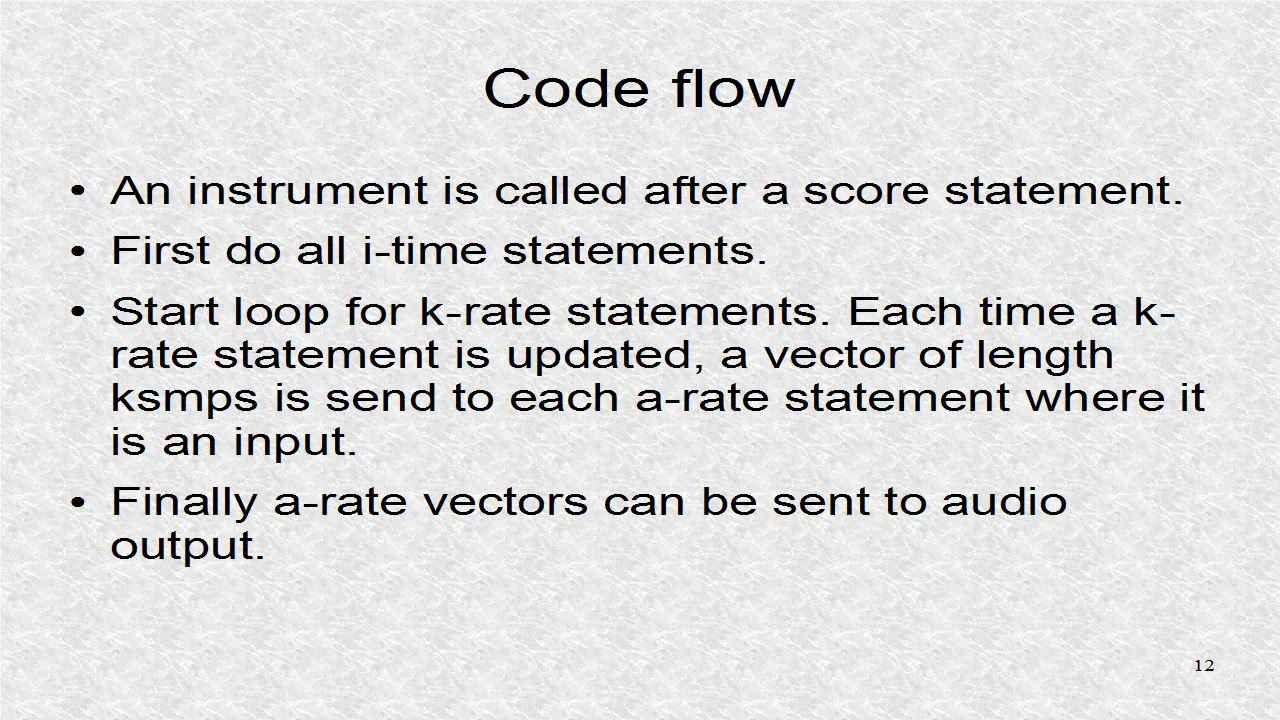 Code flow
• An instrument is called after a score statement.
• First do all i-time statements.
• Start loop for k-rate statements. Each time a k-
rate statement is updated, a vector of length
ksmps is send to each a-rate statement where it
is an input.
• Finally a-rate vectors can be sent to audio
output.
12